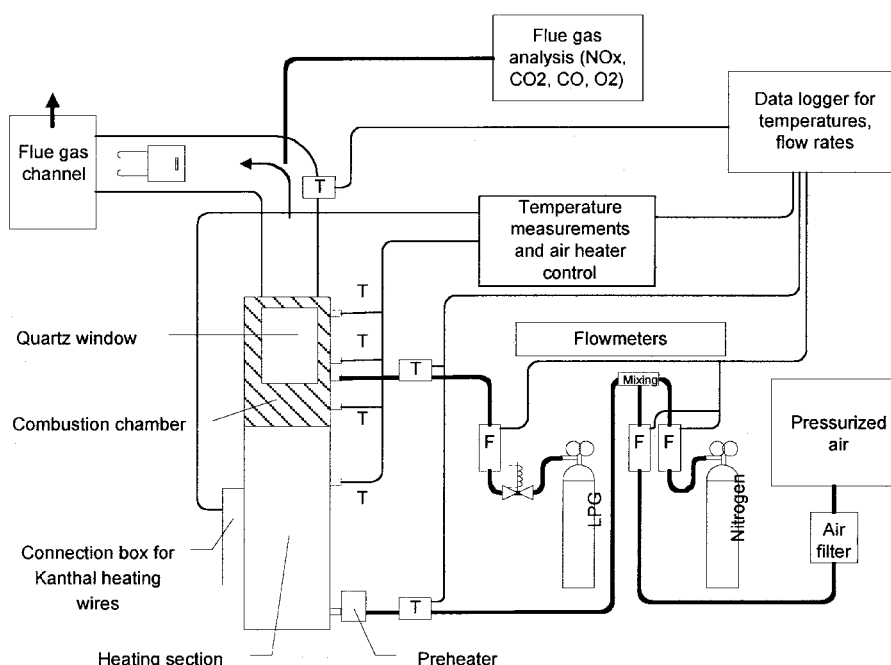 Flue gas
analysis (NOx,
CO2, CO, O2)
Data logger for
temperatures,
flow rates
Flue gas
channel
T
Temperature
measurements
and air heater
control
T
Quartz window
T
Flowmeters
T
Mixing
Combustion chamber
T
F
F
F
Pressurized
air
LPG
Nitrogen
T
Connection box for
Kanthal heating
wires
Air
filter
T
Heating section
Preheater